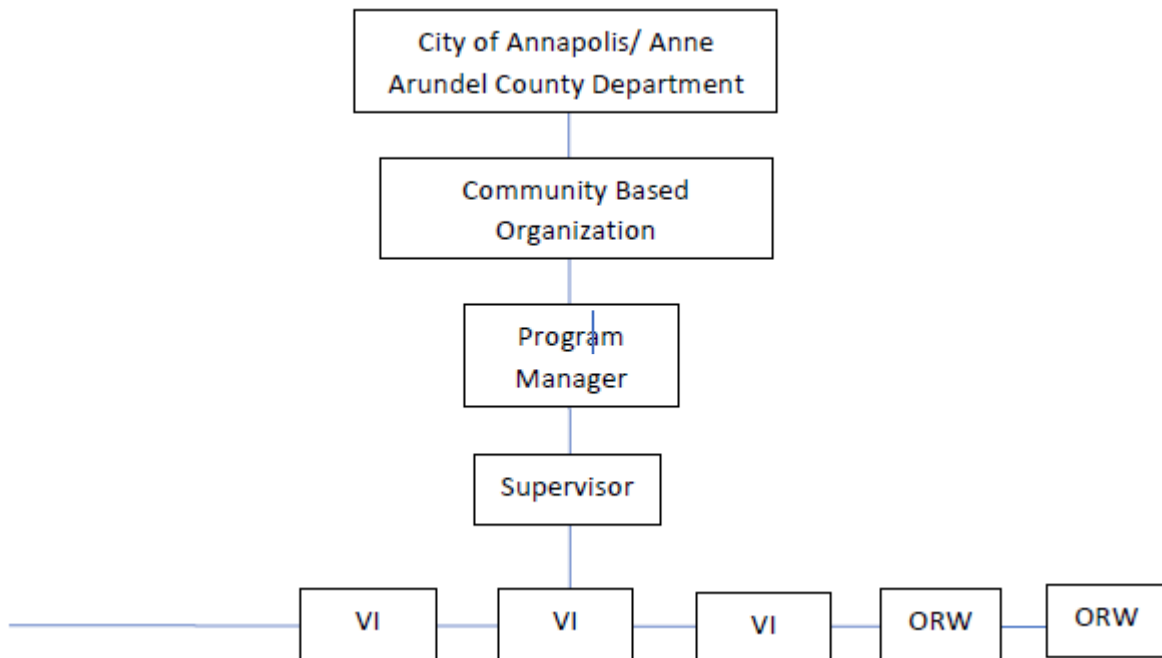 City of Annapolis/ Anne
Arundel County Department
Community Based
Organization
Program
Manager
Supervisor
VI
VI
VI
ORW
ORW